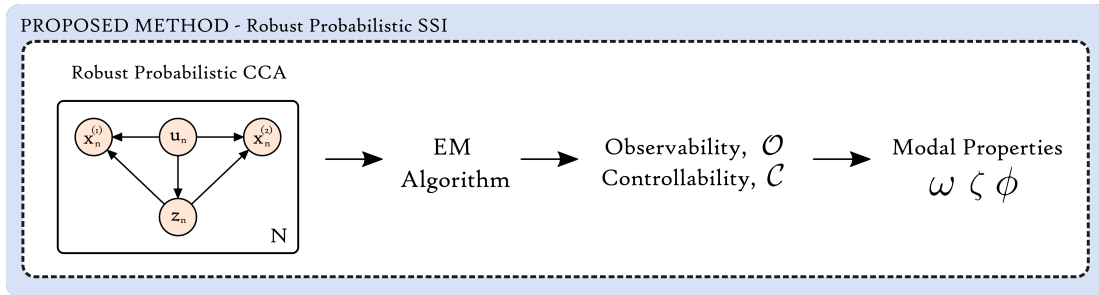 PROPOSED METHOD - Robust Probabilistic SSI
Robust Probabilistic CCA
x_n^(1) u_n x_n^(2)
z_n
N
EM
Algorithm
Observability, 𝒪
Controllability, 𝒞
Modal Properties
ω ζ ϕ